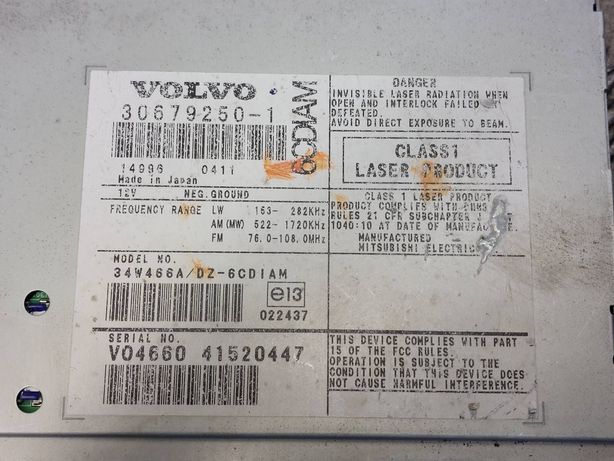 VOLVO
30679250-1
14996 0411
Made in Japan
6CDIAM
12V NEG.GROUND
FREQUENCY RANGE LW 153- 282KHz
AM(MW) 522- 1720KHz
FM 76.0-108.0MHz
MODEL NO.
34W466A/DZ-6CDIAM
e13
022437
SERIAL NO.
VO4660 41520447
DANGER
INVISIBLE LASER RADIATION WHEN
OPEN AND INTERLOCK FAILED
DEFEATED.
AVOID DIRECT EXPOSURE TO BEAM.
CLASS1
LASER PRODUCT
CLASS 1 LASER PRODUCT
PRODUCT COMPLIES WITH
RULES 21 CFR SUBCHAPTER J
1040:10 AT DATE OF
MANUFACTURED
MITSUBISHI
THIS DEVICE COMPLIES WITH PART
15 OF THE FCC RULES.
OPERATION IS SUBJECT TO THE
CONDITION THAT THIS DEVICE DOES
NOT CAUSE HARMFUL INTERFERENCE.